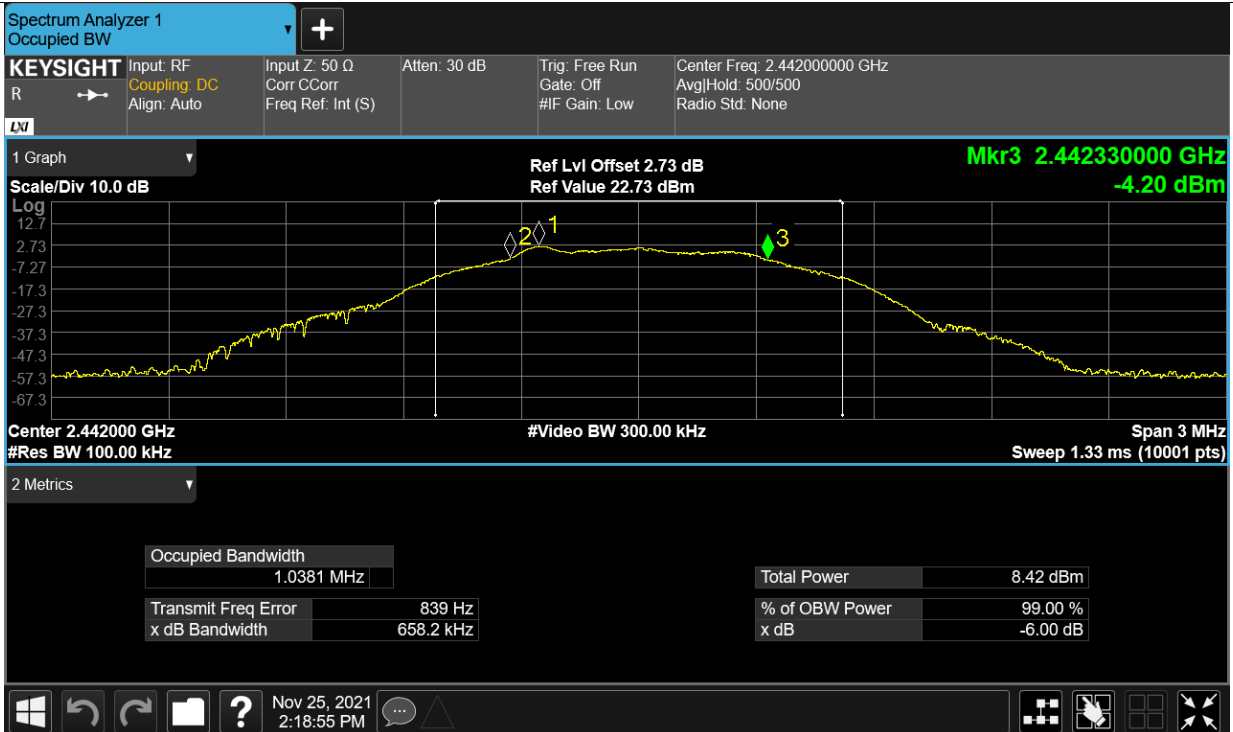 Spectrum Analyzer 1
Occupied BW
▼
+
KEYSIGHT
R
LXI
Input: RF
Coupling: DC
Align: Auto
Input Z: 50 Ω
Corr CCorr
Freq Ref: Int (S)
Atten: 30 dB
Trig: Free Run
Gate: Off
#IF Gain: Low
Center Freq: 2.442000000 GHz
Avg|Hold: 500/500
Radio Std: None
1 Graph ▼
Ref Lvl Offset 2.73 dB
Mkr3 2.442330000 GHz
Scale/Div 10.0 dB
Ref Value 22.73 dBm
-4.20 dBm
Log
12.7
2.73
-7.27
-17.3
-27.3
-37.3
-47.3
-57.3
-67.3
2
1
3
Center 2.442000 GHz
#Video BW 300.00 kHz
Span 3 MHz
#Res BW 100.00 kHz
Sweep 1.33 ms (10001 pts)
2 Metrics ▼
Occupied Bandwidth
1.0381 MHz
Transmit Freq Error 839 Hz
x dB Bandwidth 658.2 kHz
Total Power 8.42 dBm
% of OBW Power 99.00 %
x dB -6.00 dB
?
Nov 25, 2021
2:18:55 PM